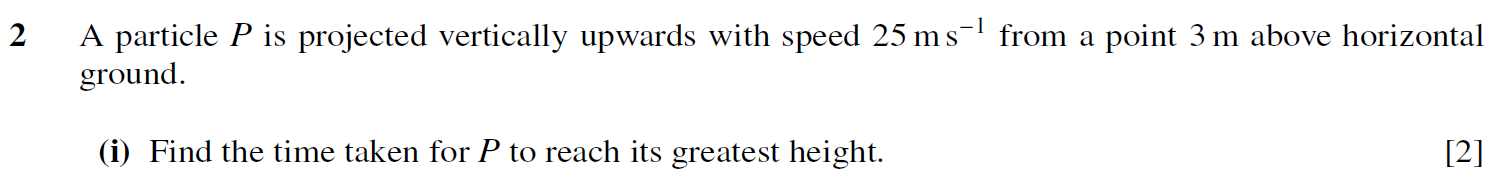 2 A particle P is projected vertically upwards with speed 25 m s⁻¹ from a point 3 m above horizontal
ground.
(i) Find the time taken for P to reach its greatest height. [2]